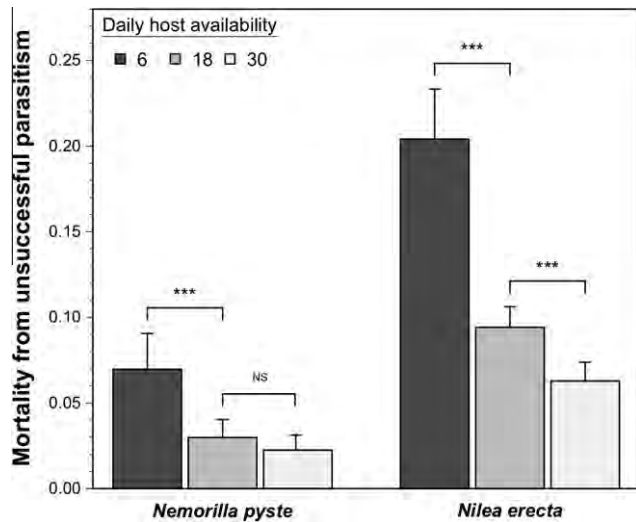 Daily host availability
6 18 30
Mortality from unsuccessful parasitism
0.25
0.20
0.15
0.10
0.05
0.00
***
***
***
NS
Nemorilla pyste
Nilea erecta